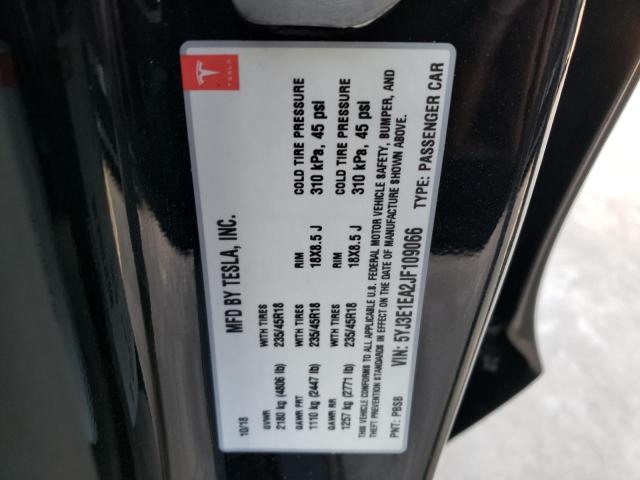 TESLA
10/18 MFD BY TESLA, INC.
GVWR WITH TIRES
2180 kg (4806 lb) 235/45R18
GAWR FRT WITH TIRES RIM COLD TIRE PRESSURE
1110 kg (2447 lb) 235/45R18 18X8.5 J 310 kPa, 45 psi
GAWR RR WITH TIRES RIM COLD TIRE PRESSURE
1257 kg (2771 lb) 235/45R18 18X8.5 J 310 kPa, 45 psi
THIS VEHICLE CONFORMS TO ALL APPLICABLE U.S. FEDERAL MOTOR VEHICLE SAFETY, BUMPER, AND
THEFT PREVENTION STANDARDS IN EFFECT ON THE DATE OF MANUFACTURE SHOWN ABOVE.
VIN: 5YJ3E1EA2JF109066 TYPE: PASSENGER CAR
PNT: PBSB